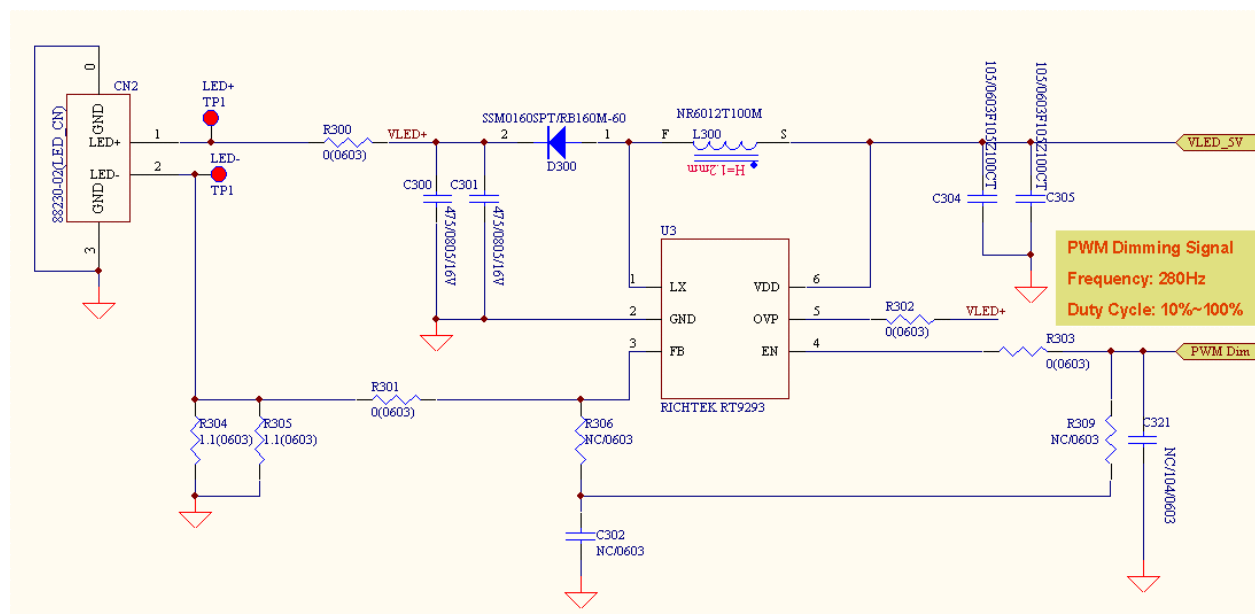 0
CN2
88230-02(LED_CN)
GND
LED+
LED-
GND
3
1
2
LED+
TP1
LED-
TP1
R300
0(0603)
VLED+
C300
475/0805/16V
C301
475/0805/16V
SSM0160SPT/RB160M-60
2
1
D300
NR6012T100M
F
L300
S
H=1.2mm
105/0603F105Z100CT
105/0603F105Z100CT
C304
C305
VLED_5V
PWM Dimming Signal
Frequency: 280Hz
Duty Cycle: 10%~100%
U3
1
LX
VDD
6
2
GND
OVP
5
3
FB
EN
4
RICHTEK RT9293
R302
0(0603)
VLED+
R303
0(0603)
PWM Dim
R301
0(0603)
R304
1.1(0603)
R305
1.1(0603)
R306
NC/0603
R309
NC/0603
C321
NC/104/0603
C302
NC/0603